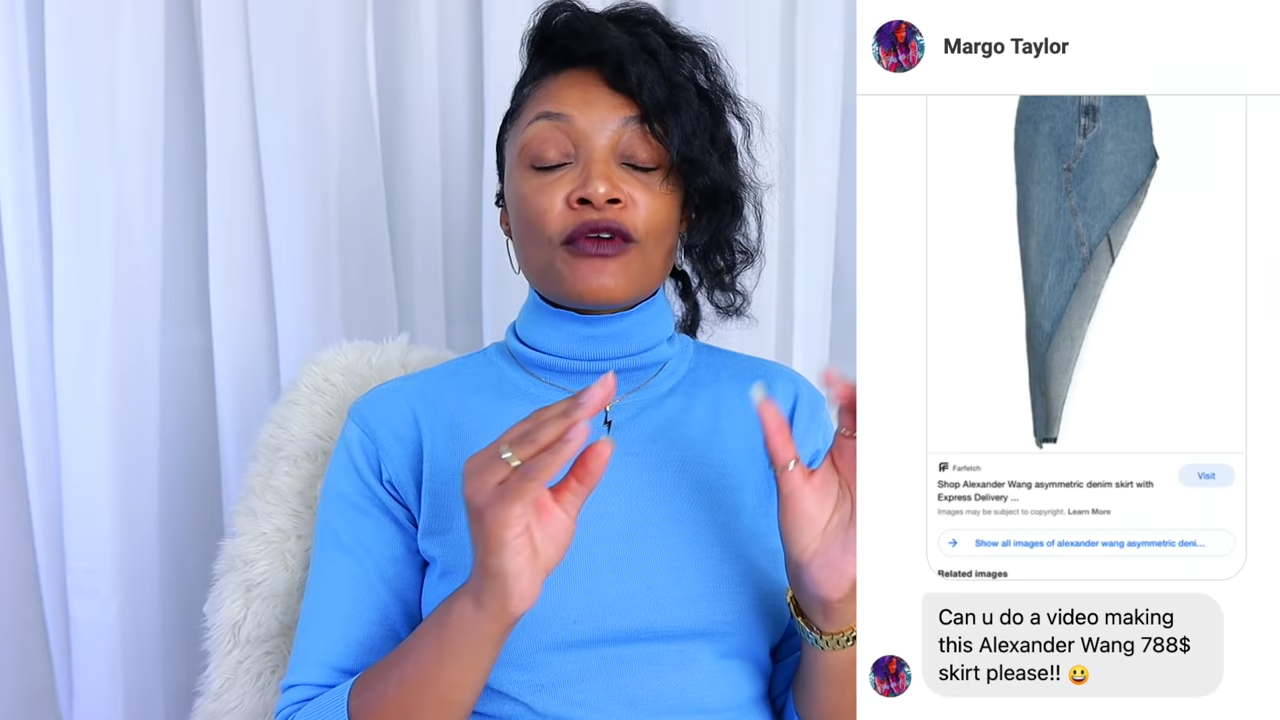 Margo Taylor
Farfetch
Visit
Shop Alexander Wang asymmetric denim skirt with
Express Delivery ...
Images may be subject to copyright. Learn More
Show all images of alexander wang asymmetric deni...
Related images
Can u do a video making
this Alexander Wang 788$
skirt please!! 😀